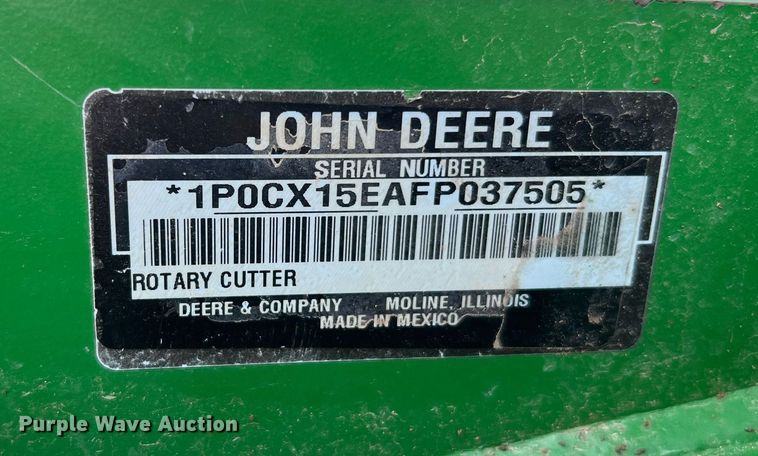 JOHN DEERE
SERIAL NUMBER
*1P0CX15EAFP037505*
ROTARY CUTTER
DEERE & COMPANY MOLINE, ILLINOIS
MADE IN MEXICO
Purple Wave Auction